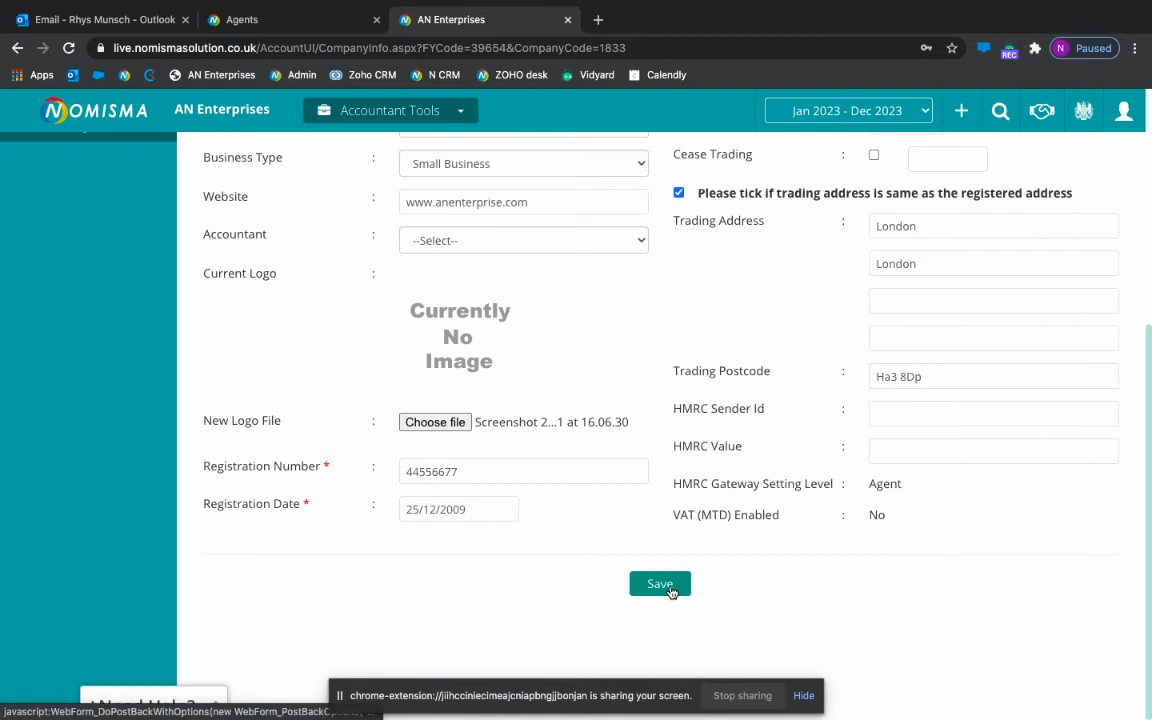 Email - Rhys Munsch - Outlook
Agents
AN Enterprises
live.nomismasolution.co.uk/AccountUI/CompanyInfo.aspx?FYCode=39654&CompanyCode=1833
REC
N Paused
Apps
AN Enterprises
Admin
Zoho CRM
N CRM
ZOHO desk
Vidyard
Calendly
NOMISMA
AN Enterprises
Accountant Tools
Jan 2023 - Dec 2023
Business Type : Small Business
Website : www.anenterprise.com
Accountant : --Select--
Current Logo :
Currently
No
Image
New Logo File : Choose file Screenshot 2...1 at 16.06.30
Registration Number * : 44556677
Registration Date * : 25/12/2009
Cease Trading :
Please tick if trading address is same as the registered address
Trading Address : London
London
Trading Postcode : Ha3 8Dp
HMRC Sender Id :
HMRC Value :
HMRC Gateway Setting Level : Agent
VAT (MTD) Enabled : No
Save
Need Help?
chrome-extension://jlihcciniecimeajcniapbngjjbonjan is sharing your screen.
Stop sharing
Hide
javascript:WebForm_DoPostBackWithOptions(new WebForm_PostBackOptions(